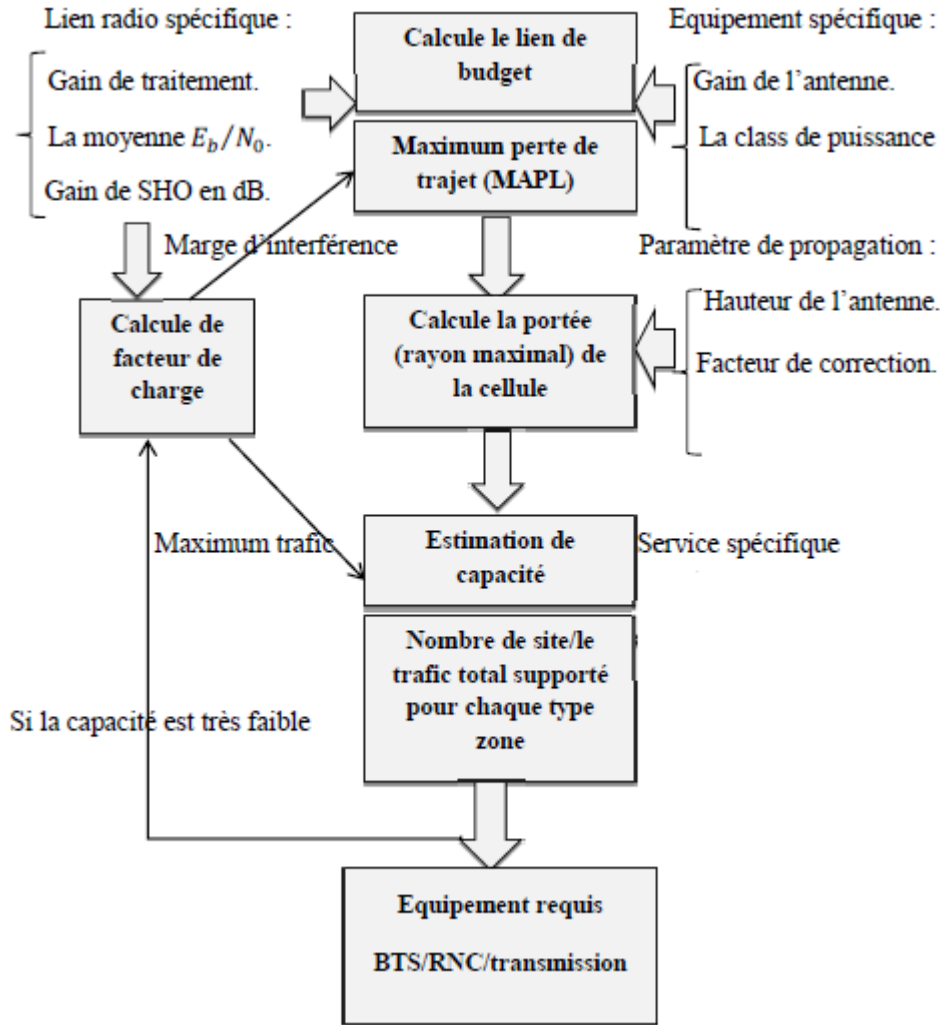 Lien radio spécifique :
Gain de traitement.
La moyenne E_b/N_0.
Gain de SHO en dB.
Calcule le lien de
budget
Equipement spécifique :
Gain de l’antenne.
La class de puissance
Maximum perte de
trajet (MAPL)
Marge d’interférence
Paramètre de propagation :
Hauteur de l’antenne.
Facteur de correction.
Calcule de
facteur de
charge
Calcule la portée
(rayon maximal) de
la cellule
Maximum trafic
Estimation de
capacité
Service spécifique
Nombre de site/le
trafic total supporté
pour chaque type
zone
Si la capacité est très faible
Equipement requis
BTS/RNC/transmission